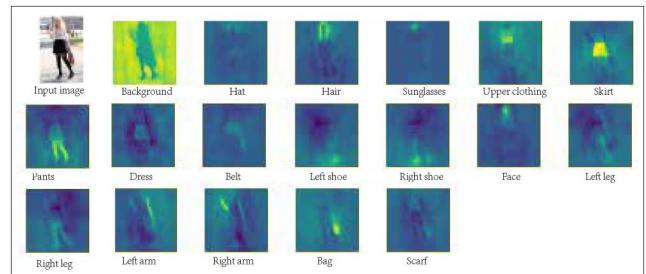 Input image Background Hat Hair Sunglasses Upper clothing Skirt
Pants Dress Belt Left shoe Right shoe Face Left leg
Right leg Left arm Right arm Bag Scarf